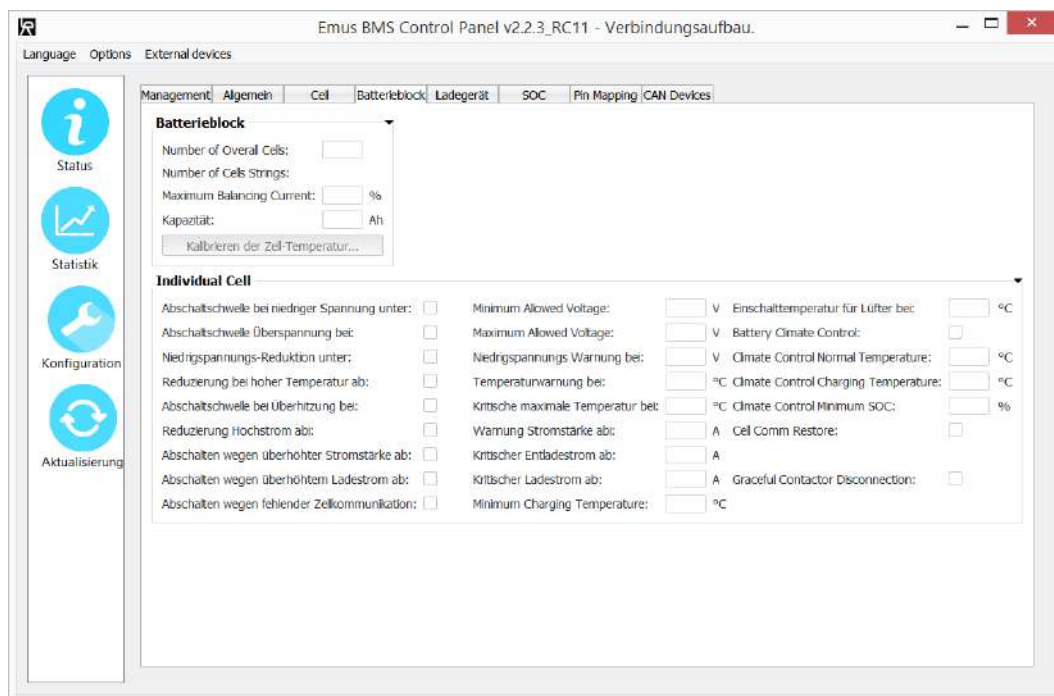 Emus BMS Control Panel v2.2.3_RC11 - Verbindungsaufbau.
Language Options External devices
Status
Statistik
Konfiguration
Aktualisierung
Management Algemein Cell Batterieblock Ladegerät SOC Pin Mapping CAN Devices
Batterieblock
Number of Overal Cells:
Number of Cells Strings:
Maximum Balancing Current: %
Kapazität: Ah
Kalibrieren der Zell-Temperatur...
Individual Cell
Abschaltschwelle bei niedriger Spannung unter: Minimum Allowed Voltage: V Einschalttemperatur für Lüfter bei: °C
Abschaltschwelle Überspannung bei: Maximum Allowed Voltage: V Battery Climate Control:
Niedrigspannungs-Reduktion unter: Niedrigspannungs Warnung bei: V Climate Control Normal Temperature: °C
Reduzierung bei hoher Temperatur ab: Temperaturwarnung bei: °C Climate Control Charging Temperature: °C
Abschaltschwelle bei Überhitzung bei: Kritische maximale Temperatur bei: °C Climate Control Minimum SOC: %
Reduzierung Hochstrom abi: Warnung Stromstärke abi: A Cell Comm Restore:
Abschalten wegen überhöhter Stromstärke ab: Kritischer Entladestrom ab: A
Abschalten wegen überhöhtem Ladestrom ab: Kritischer Ladestrom ab: A Graceful Contactor Disconnection:
Abschalten wegen fehlender Zellkommunikation: Minimum Charging Temperature: °C